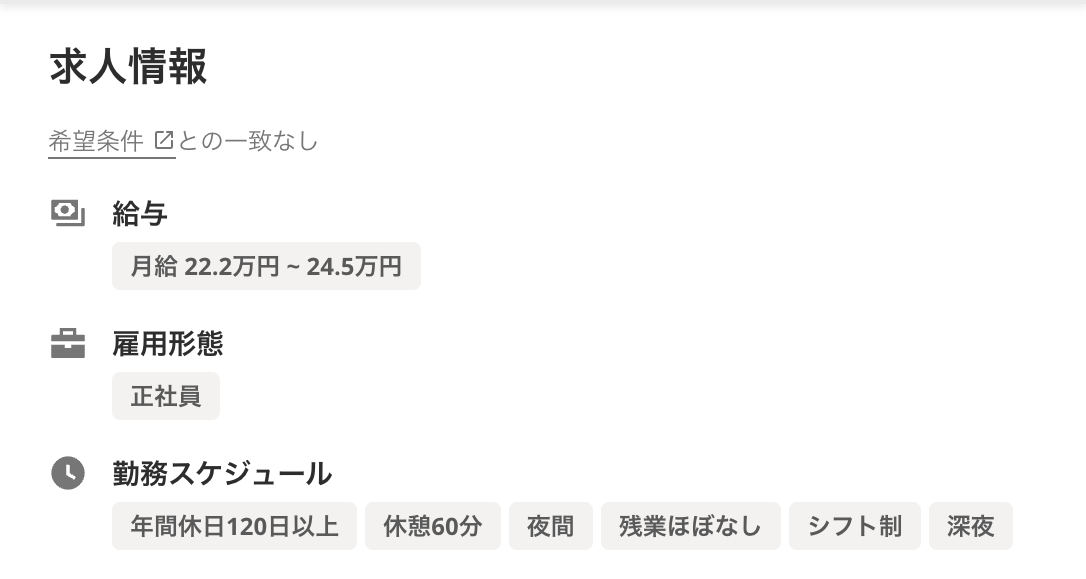 求人情報
希望条件との一致なし
給与
月給 22.2万円 ~ 24.5万円
雇用形態
正社員
勤務スケジュール
年間休日120日以上 休憩60分 夜間 残業ほぼなし シフト制 深夜